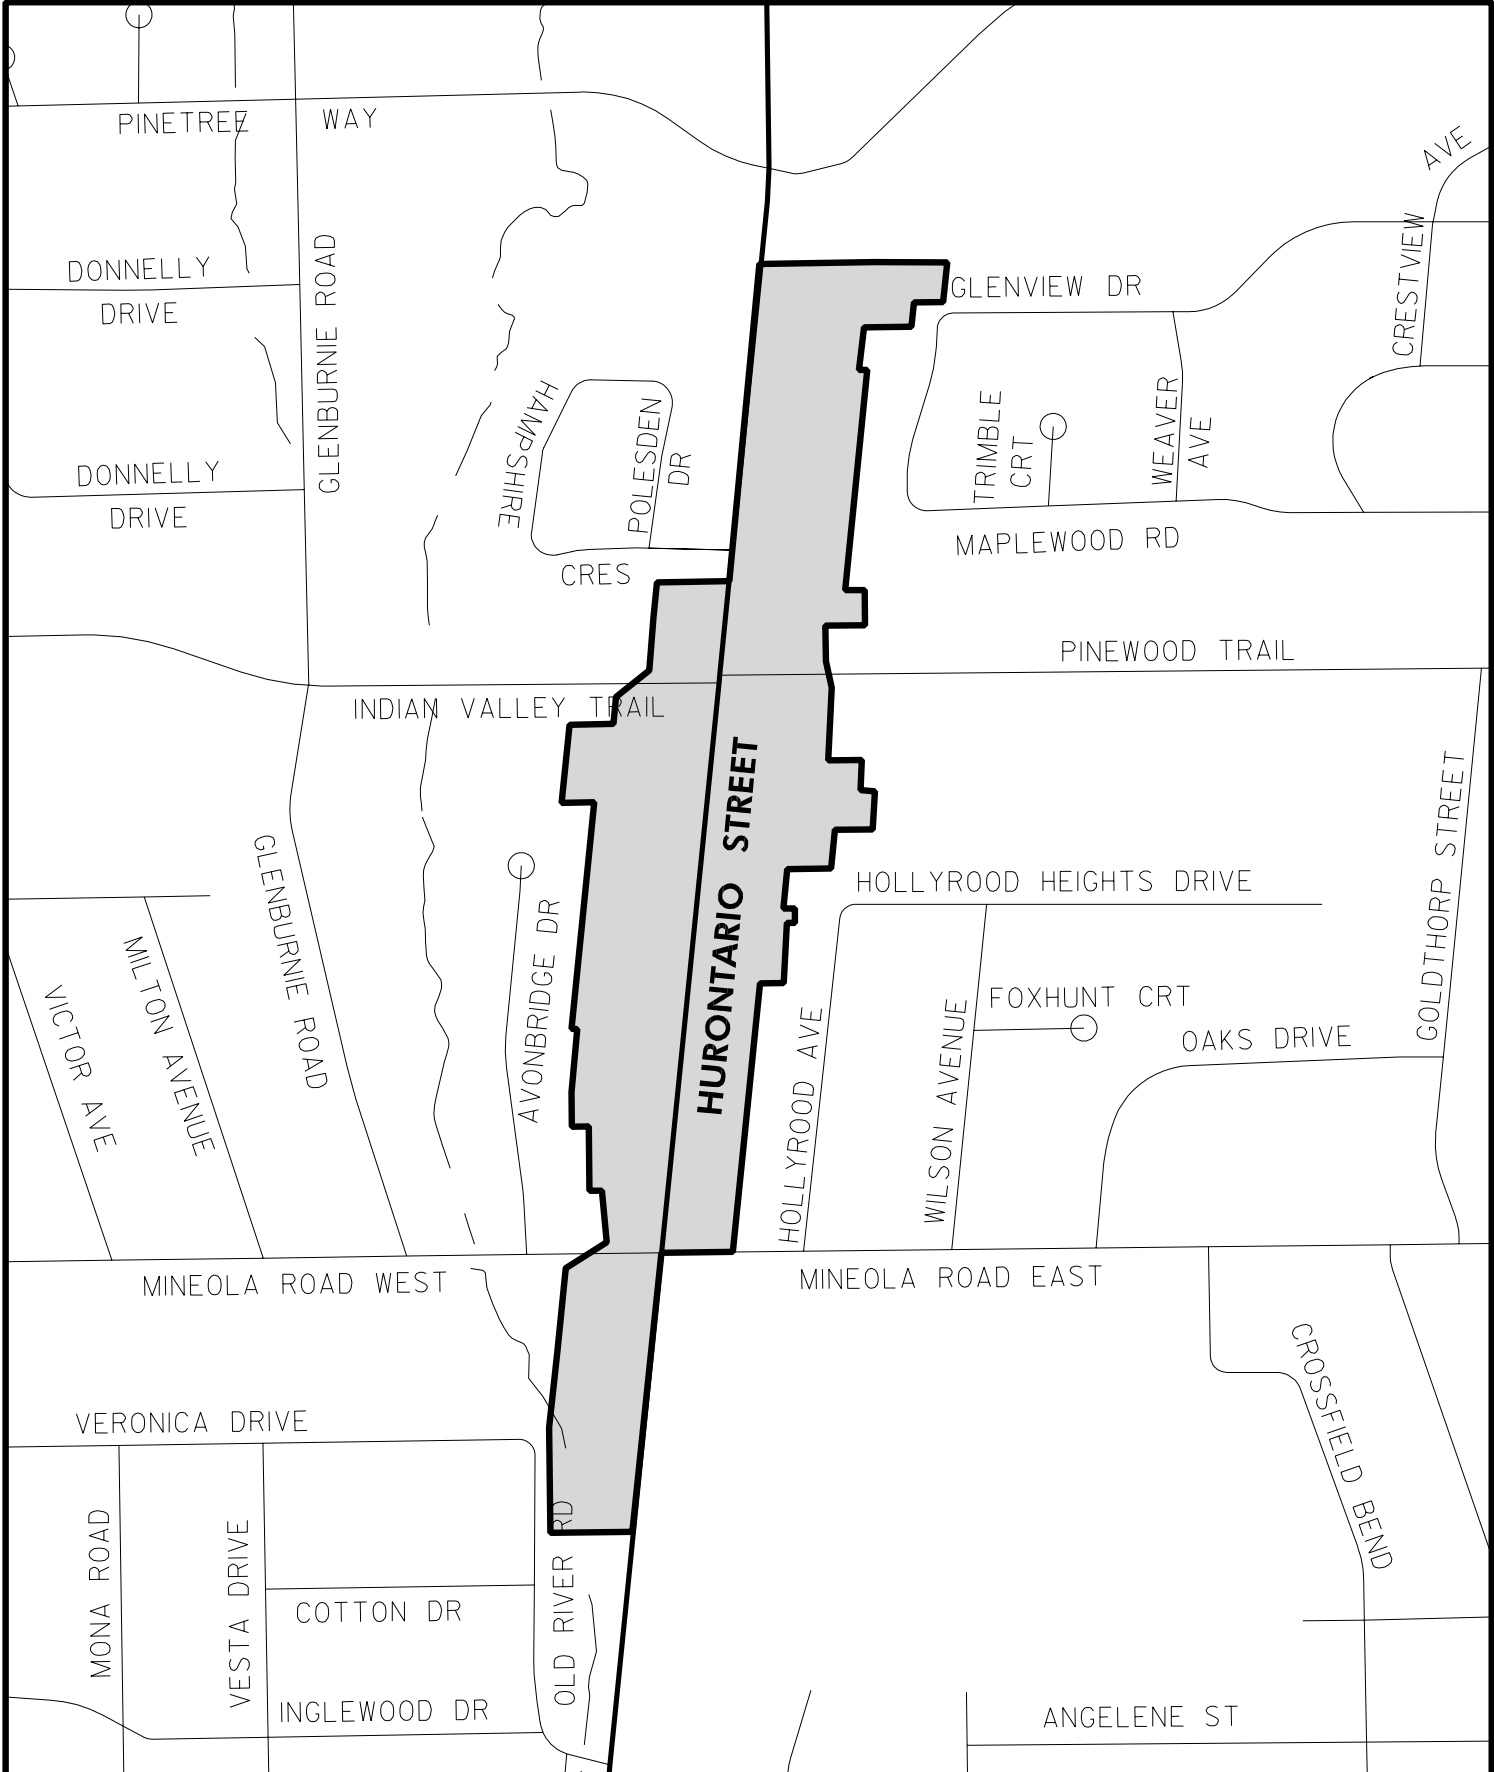 PINETREE WAY
AVE
CRESTVIEW
DONNELLY
DRIVE
GLENBURNIE ROAD
GLENVIEW DR
HAMPSHIRE
POLESDEN
DR
TRIMBLE
CRT
WEAVER
AVE
DONNELLY
DRIVE
MAPLEWOOD RD
CRES
PINEWOOD TRAIL
INDIAN VALLEY TRAIL
HURONTARIO STREET
GOLDTHORP STREET
GLENBURNIE ROAD
HOLLYROOD HEIGHTS DRIVE
AVONBRIDGE DR
MILTON AVENUE
VICTOR AVE
FOXHUNT CRT
OAKS DRIVE
HOLLYROOD AVE
WILSON AVENUE
MINEOLA ROAD WEST
MINEOLA ROAD EAST
CROSSFIELD BEND
VERONICA DRIVE
MONA ROAD
VESTA DRIVE
OLD RIVER RD
COTTON DR
INGLEWOOD DR
ANGELENE ST